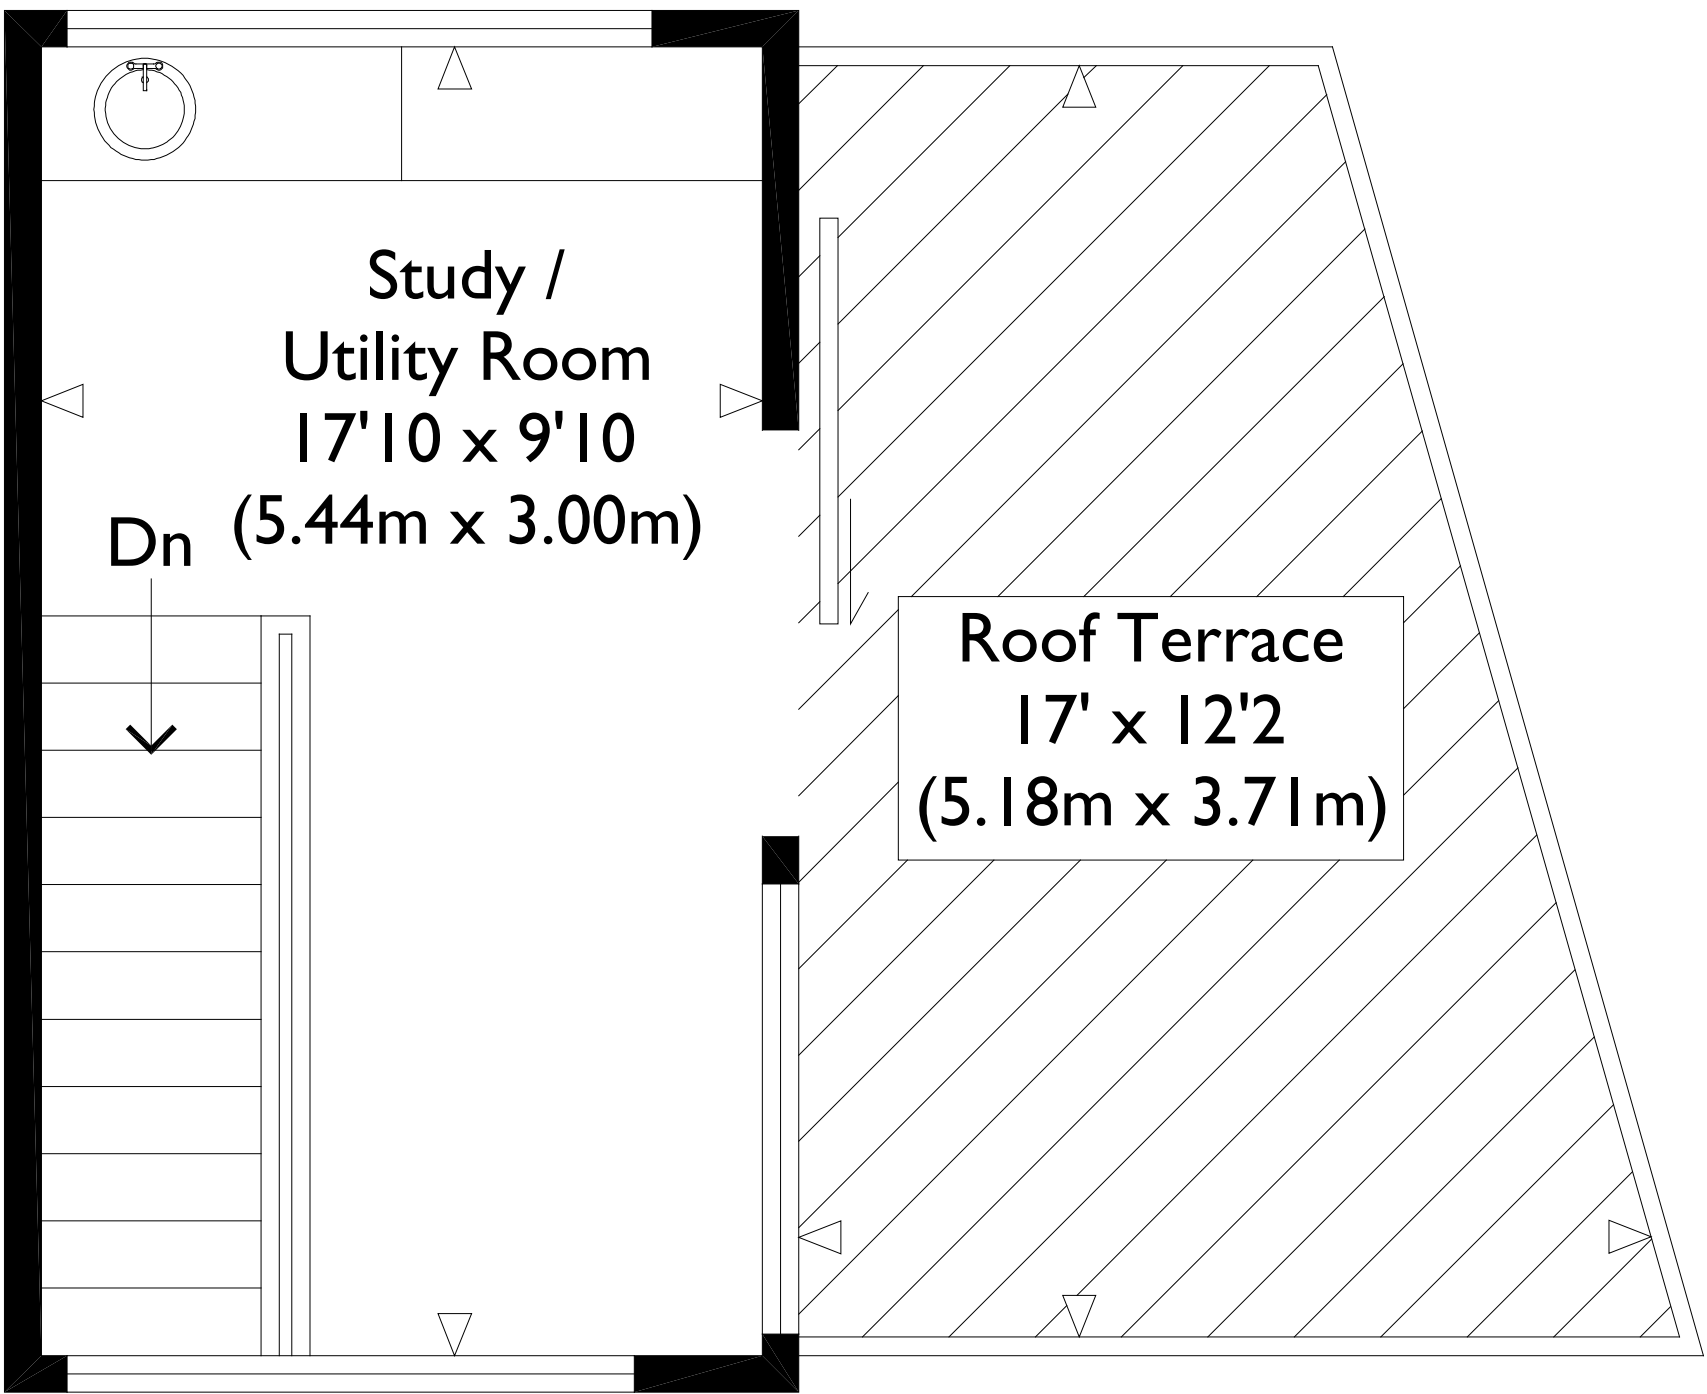 Study /
Utility Room
17'10 x 9'10
(5.44m x 3.00m)
Dn
Roof Terrace
17' x 12'2
(5.18m x 3.71m)